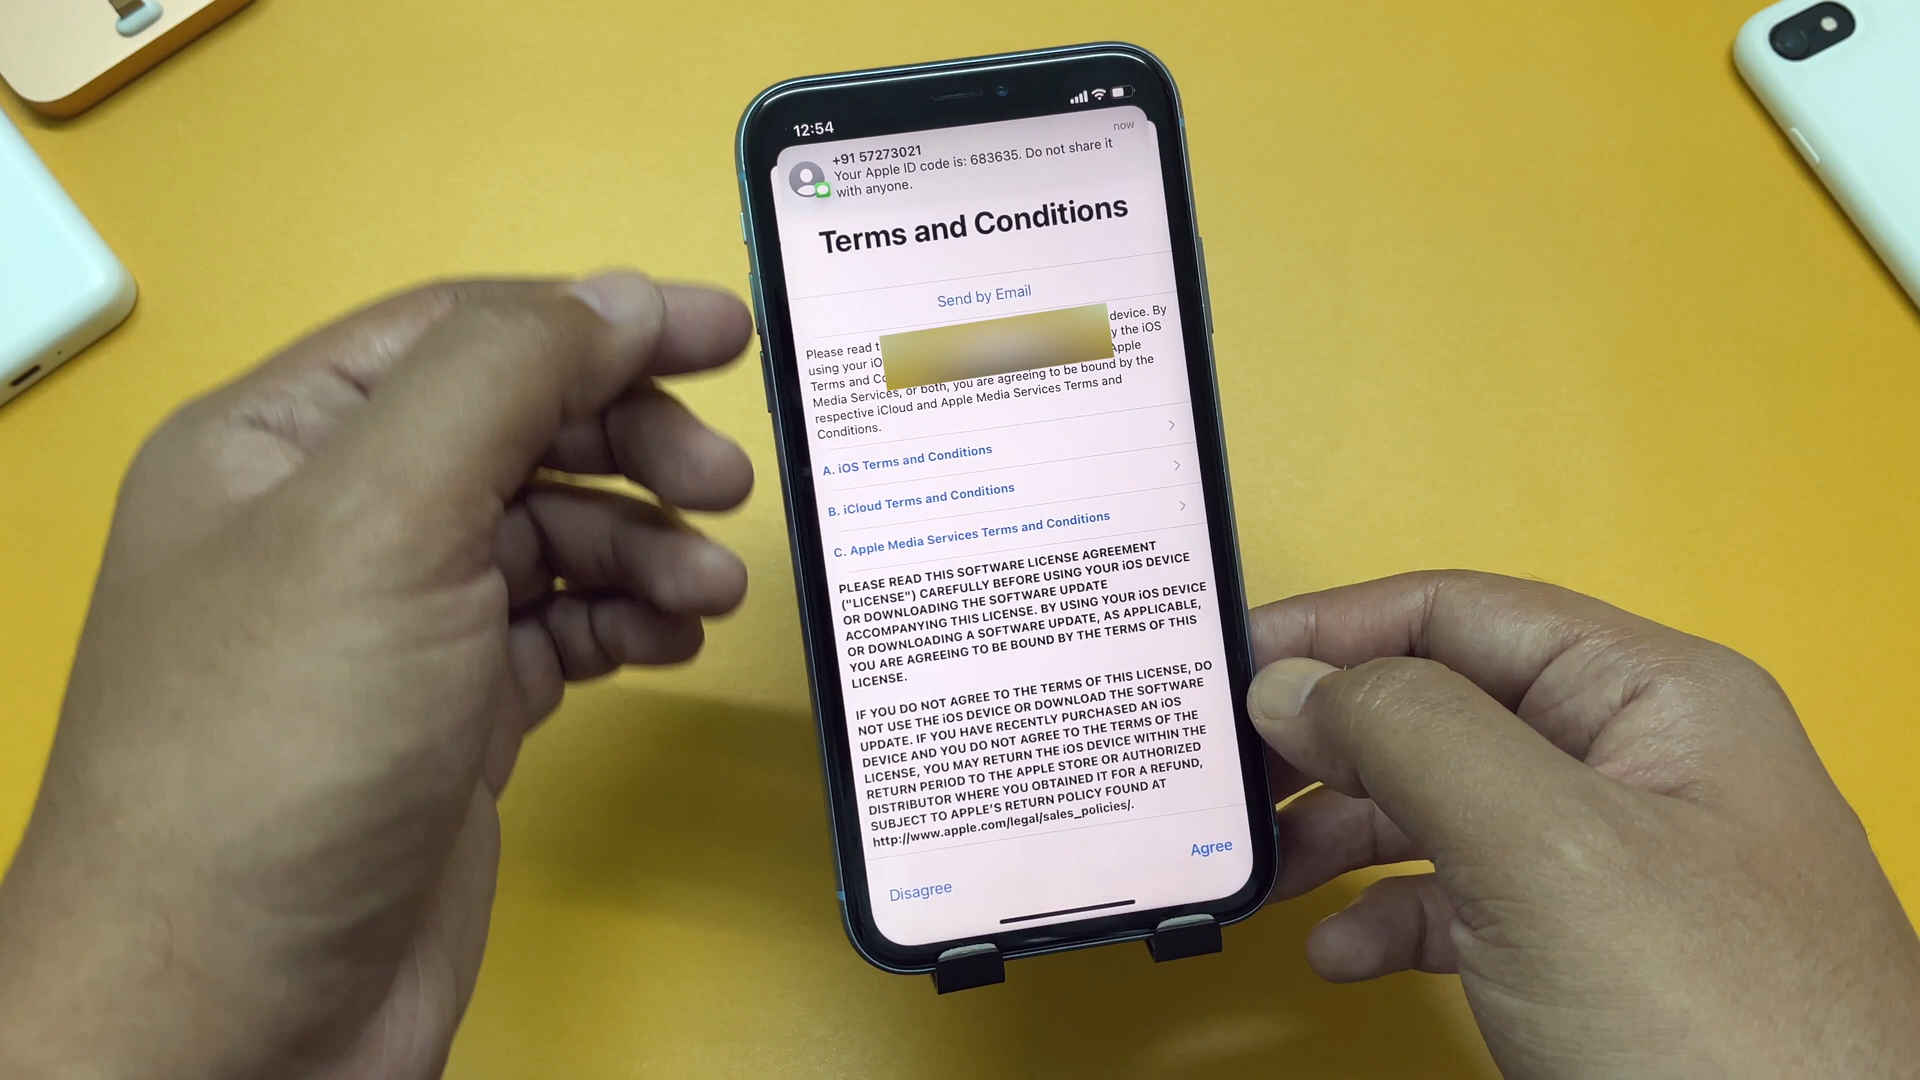 12:54
now
+91 57273021
Your Apple ID code is: 683635. Do not share it
with anyone.
Terms and Conditions
Send by Email
Please read device. By
using your y the iOS
Terms and Apple
Media Services, or both, you are agreeing to be bound by the
respective iCloud and Apple Media Services Terms and
Conditions.
A. iOS Terms and Conditions
B. iCloud Terms and Conditions
C. Apple Media Services Terms and Conditions
PLEASE READ THIS SOFTWARE LICENSE AGREEMENT
("LICENSE") CAREFULLY BEFORE USING YOUR iOS DEVICE
OR DOWNLOADING THE SOFTWARE UPDATE
ACCOMPANYING THIS LICENSE. BY USING YOUR iOS DEVICE
OR DOWNLOADING A SOFTWARE UPDATE, AS APPLICABLE,
YOU ARE AGREEING TO BE BOUND BY THE TERMS OF THIS
LICENSE.
IF YOU DO NOT AGREE TO THE TERMS OF THIS LICENSE, DO
NOT USE THE iOS DEVICE OR DOWNLOAD THE SOFTWARE
UPDATE. IF YOU HAVE RECENTLY PURCHASED AN iOS
DEVICE AND YOU DO NOT AGREE TO THE TERMS OF THE
LICENSE, YOU MAY RETURN THE iOS DEVICE WITHIN THE
RETURN PERIOD TO THE APPLE STORE OR AUTHORIZED
DISTRIBUTOR WHERE YOU OBTAINED IT FOR A REFUND,
SUBJECT TO APPLE'S RETURN POLICY FOUND AT
http://www.apple.com/legal/sales_policies/.
Disagree
Agree